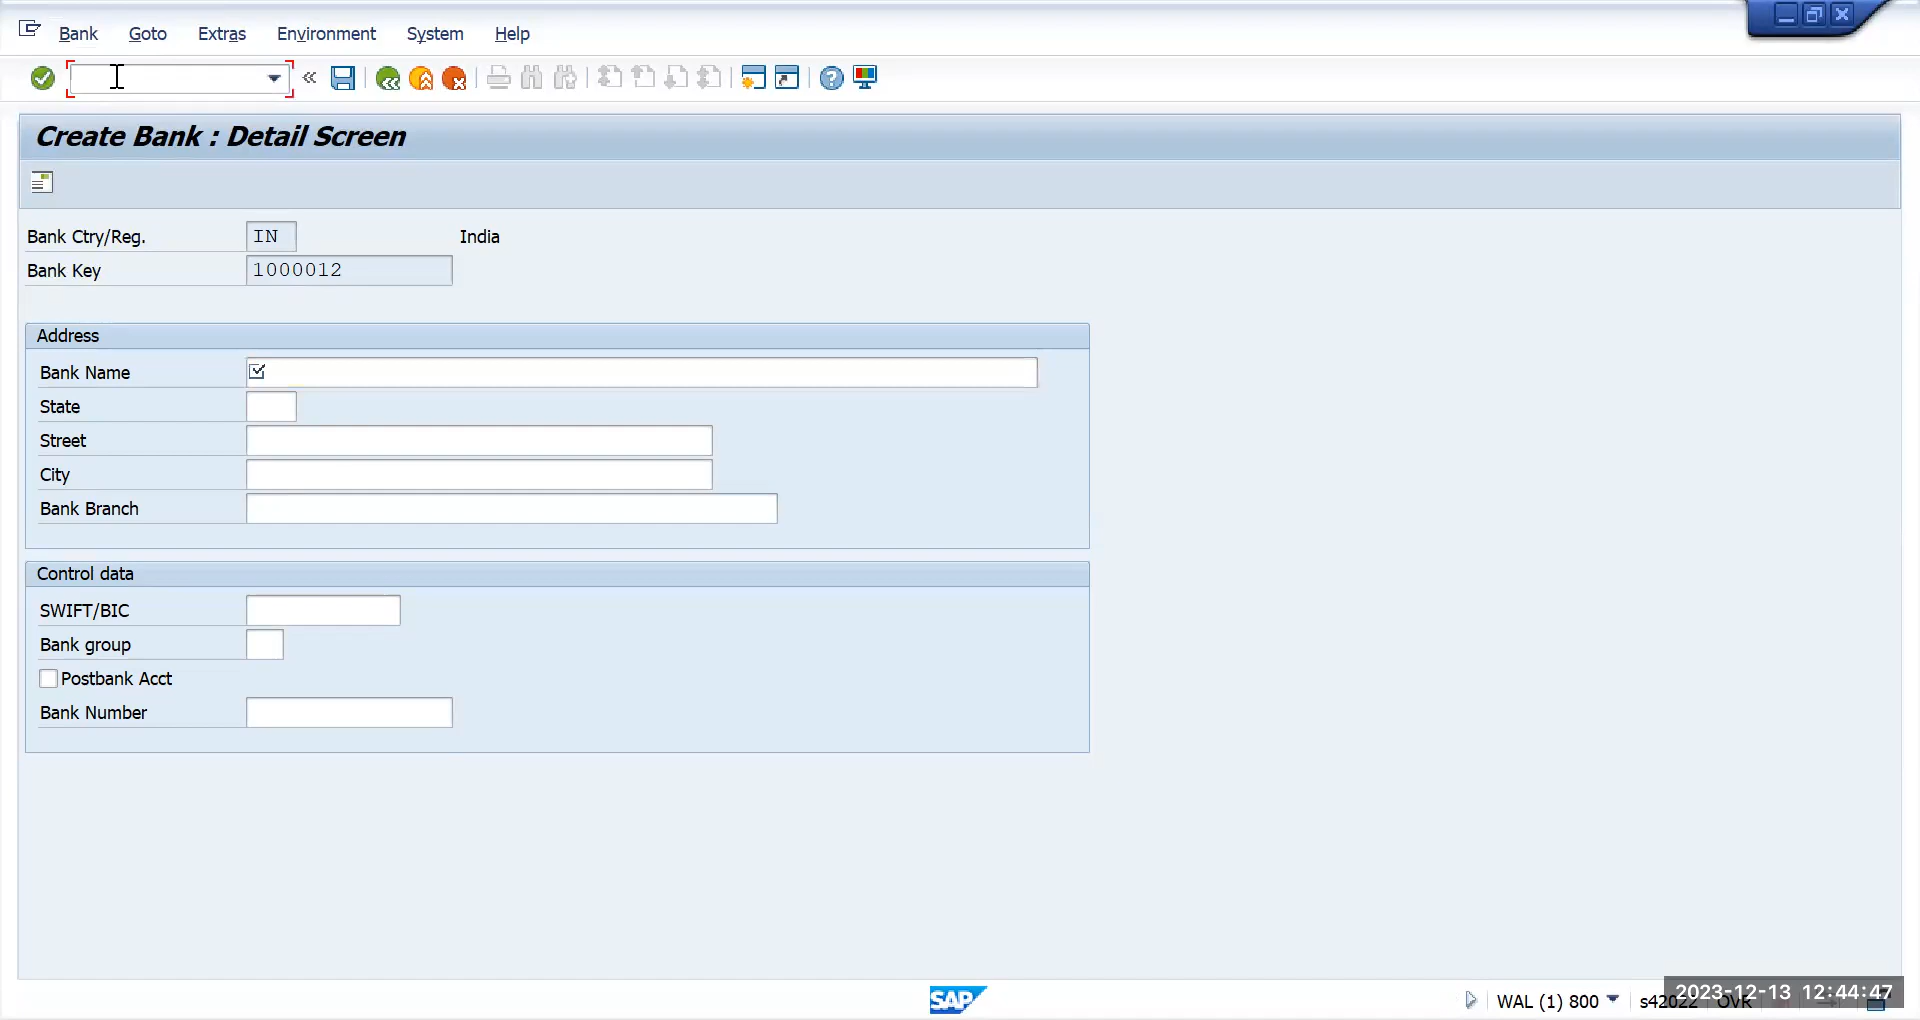 Bank Goto Extras Environment System Help
Create Bank : Detail Screen
Bank Ctry/Reg. IN India
Bank Key 1000012
Address
Bank Name
State
Street
City
Bank Branch
Control data
SWIFT/BIC
Bank group
Postbank Acct
Bank Number
SAP
WAL (1) 800 s42022 OVR
2023-12-13 12:44:47